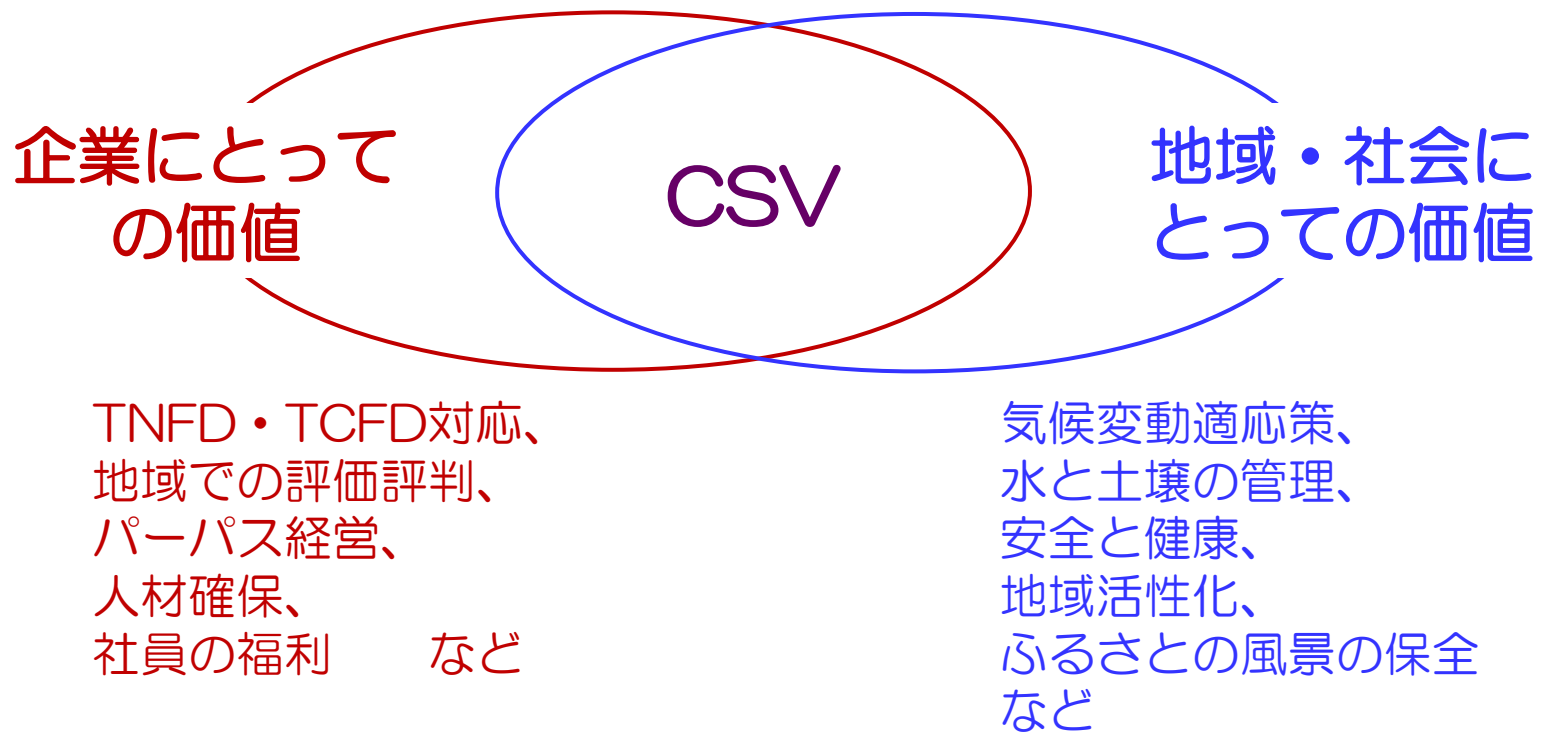 企業にとって
の価値
CSV
地域・社会に
とっての価値
TNFD・TCFD対応、
地域での評価評判、
パーパス経営、
人材確保、
社員の福利　　など
気候変動適応策、
水と土壌の管理、
安全と健康、
地域活性化、
ふるさとの風景の保全
など